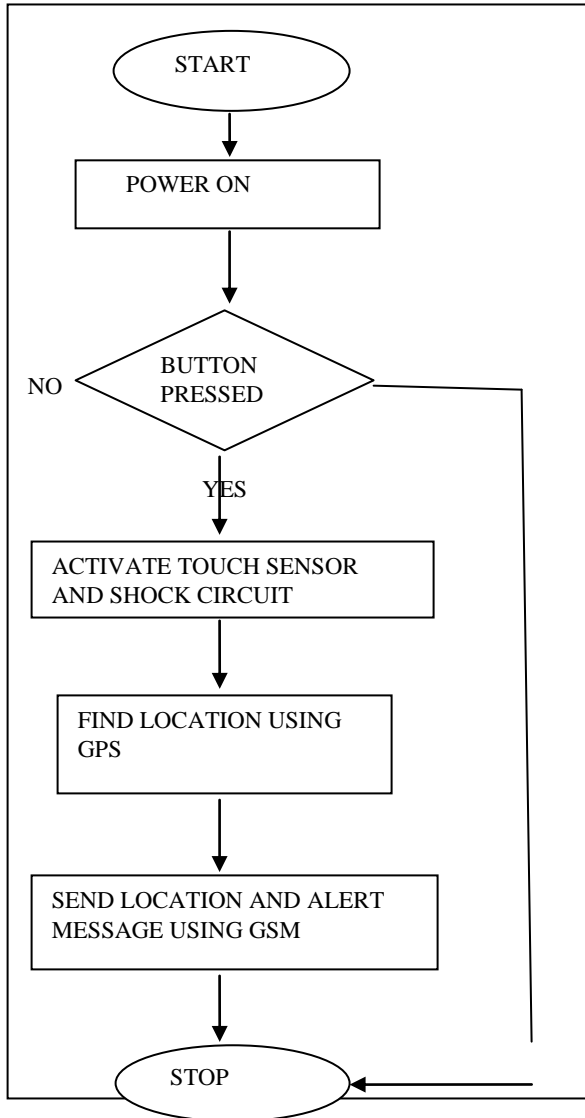 START
POWER ON
BUTTON
PRESSED
NO
YES
ACTIVATE TOUCH SENSOR
AND SHOCK CIRCUIT
FIND LOCATION USING
GPS
SEND LOCATION AND ALERT
MESSAGE USING GSM
STOP